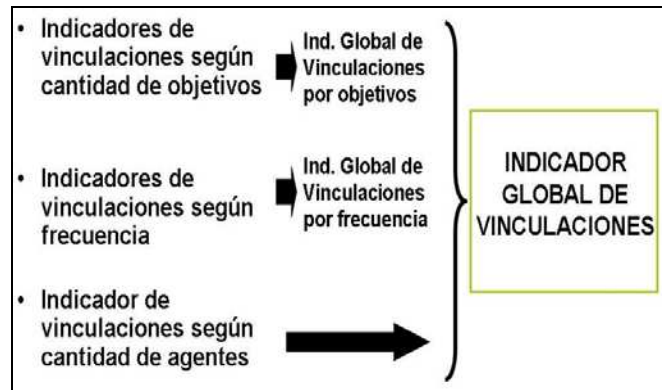 • Indicadores de
vinculaciones según
cantidad de objetivos
Ind. Global de
Vinculaciones
por objetivos
• Indicadores de
vinculaciones según
frecuencia
Ind. Global de
Vinculaciones
por frecuencia
• Indicador de
vinculaciones según
cantidad de agentes
INDICADOR
GLOBAL DE
VINCULACIONES